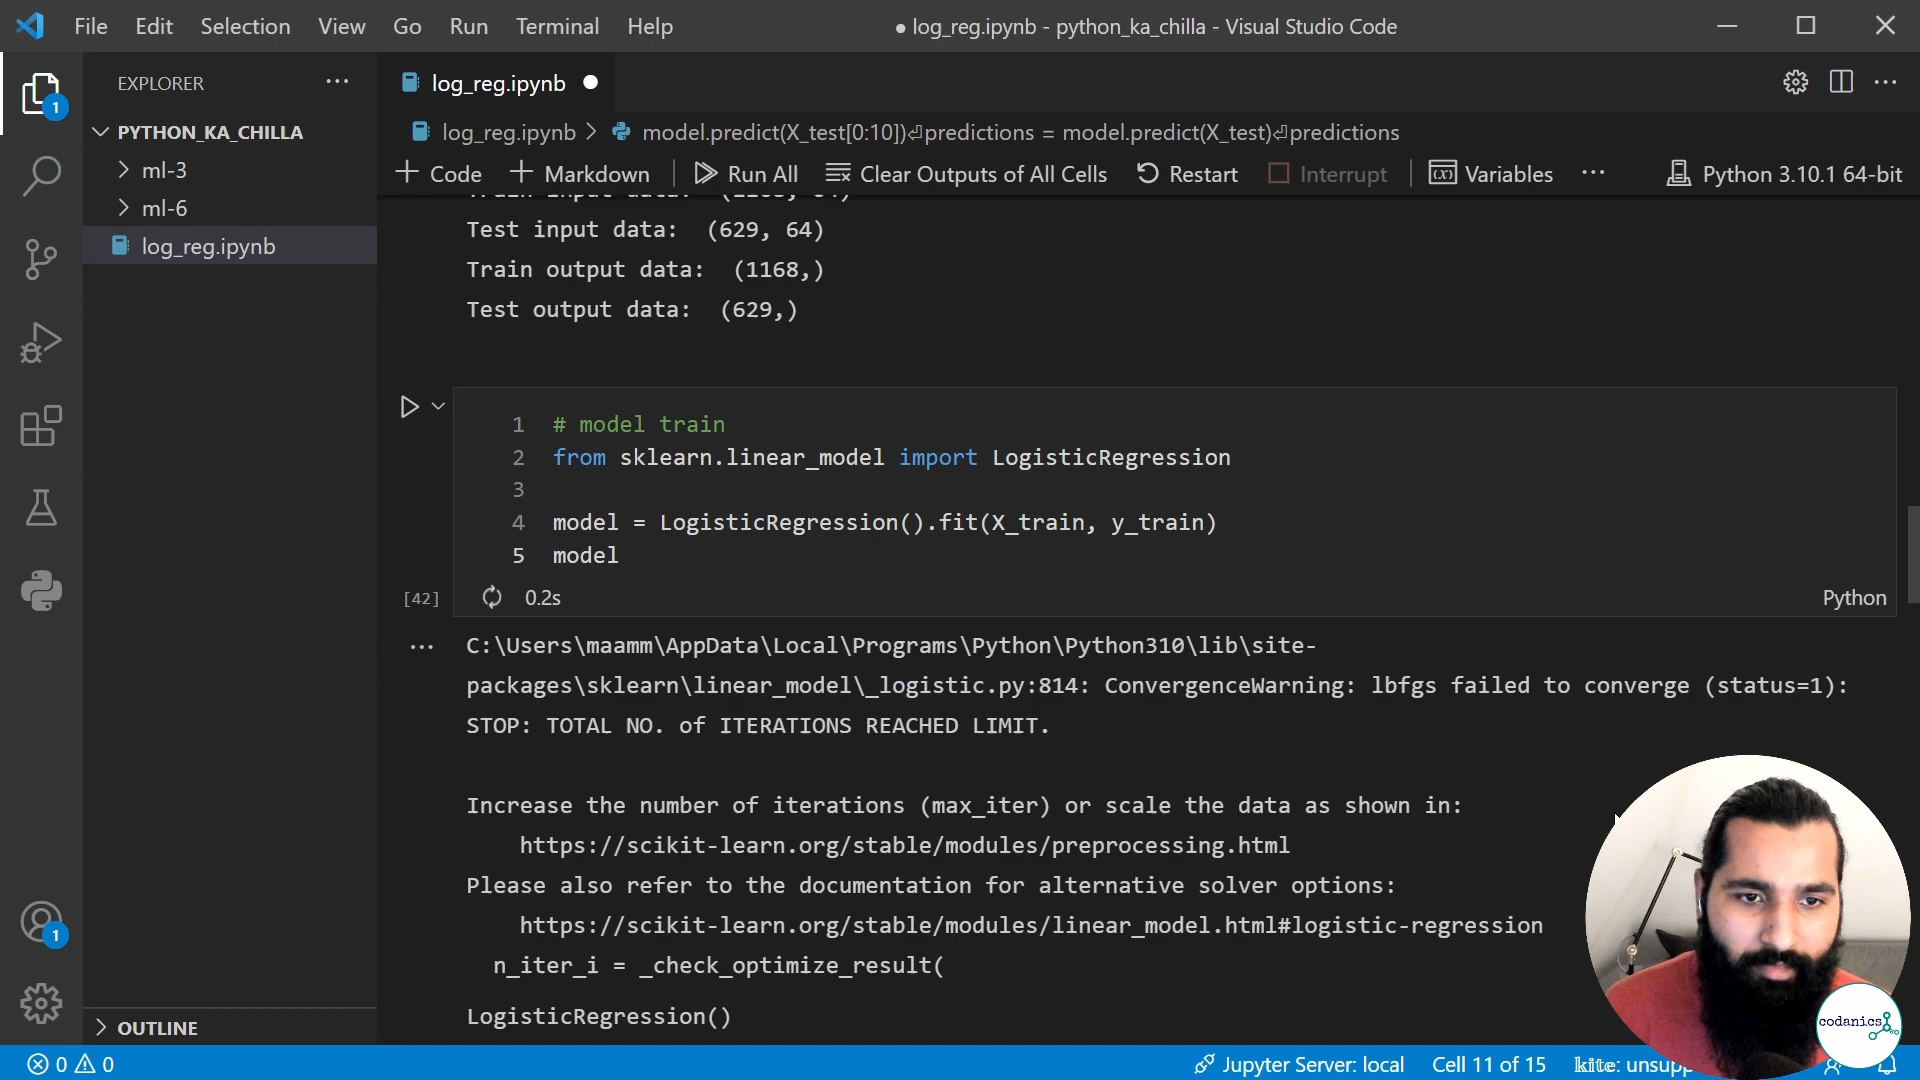 File Edit Selection View Go Run Terminal Help
● log_reg.ipynb - python_ka_chilla - Visual Studio Code
EXPLORER
PYTHON_KA_CHILLA
ml-3
ml-6
log_reg.ipynb
OUTLINE
1
1
log_reg.ipynb
log_reg.ipynb > model.predict(X_test[0:10])⏎predictions = model.predict(X_test)⏎predictions
+ Code + Markdown Run All Clear Outputs of All Cells Restart Interrupt Variables ... Python 3.10.1 64-bit
Train input data:
Test input data:  (629, 64)
Train output data:  (1168,)
Test output data:  (629,)
1 # model train
2 from sklearn.linear_model import LogisticRegression
3
4 model = LogisticRegression().fit(X_train, y_train)
5 model
[42] 0.2s Python
C:\Users\maamm\AppData\Local\Programs\Python\Python310\lib\site-
packages\sklearn\linear_model\_logistic.py:814: ConvergenceWarning: lbfgs failed to converge (status=1):
STOP: TOTAL NO. of ITERATIONS REACHED LIMIT.
Increase the number of iterations (max_iter) or scale the data as shown in:
https://scikit-learn.org/stable/modules/preprocessing.html
Please also refer to the documentation for alternative solver options:
https://scikit-learn.org/stable/modules/linear_model.html#logistic-regression
n_iter_i = _check_optimize_result(
LogisticRegression()
codanics
0 0
Jupyter Server: local Cell 11 of 15 kite: